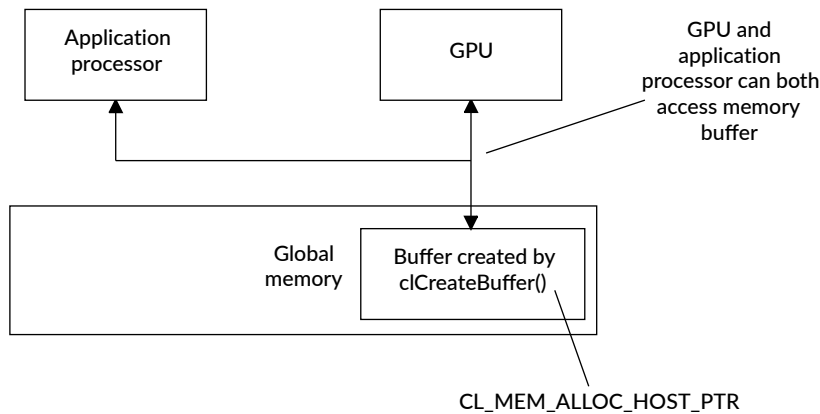 Application
processor
GPU
GPU and
application
processor can both
access memory
buffer
Global
memory
Buffer created by
clCreateBuffer()
CL_MEM_ALLOC_HOST_PTR